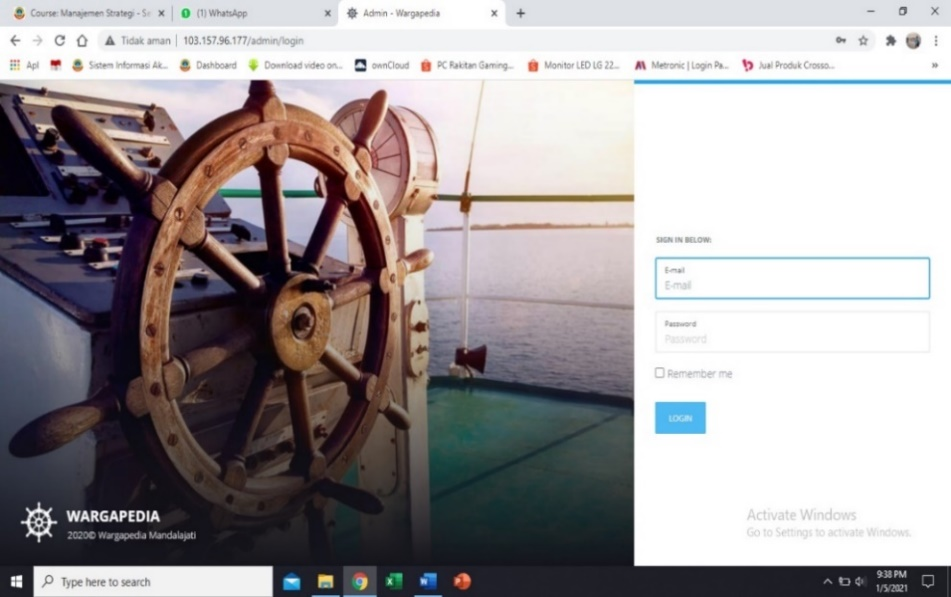 Course: Manajemen Strategi - Se
(1) WhatsApp
Admin - Wargapedia
Tidak aman | 103.157.96.177/admin/login
Apl
Sistem Informasi Ak...
Dashboard
Download video on...
ownCloud
PC Rakitan Gaming...
Monitor LED LG 22...
Metronic | Login Pa...
Jual Produk Crosso...
SIGN IN BELOW:
E-mail
E-mail
Password
Password
Remember me
LOGIN
WARGAPEDIA
2020© Wargapedia Mandalajati
Activate Windows
Go to Settings to activate Windows.
Type here to search
9:38 PM
1/5/2021